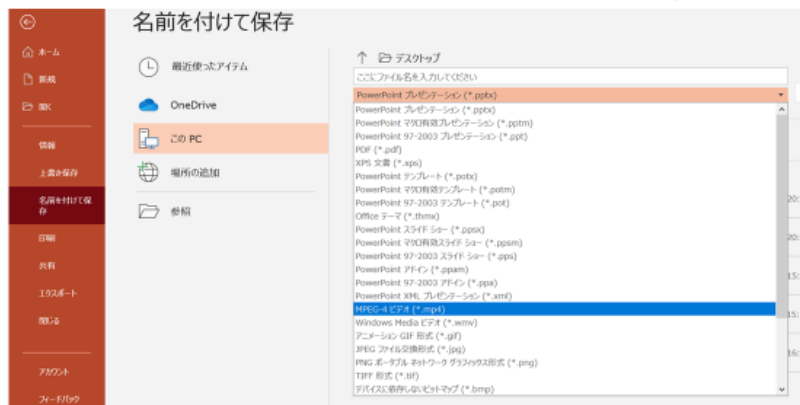 名前を付けて保存
ホーム
新規
開く
情報
上書き保存
名前を付けて保
存
印刷
共有
エクスポート
閉じる
アカウント
フィードバック
最近使ったアイテム
OneDrive
この PC
場所の追加
参照
デスクトップ
ここにファイル名を入力してください
PowerPoint プレゼンテーション (*.pptx)
PowerPoint プレゼンテーション (*.pptx)
PowerPoint マクロ有効プレゼンテーション (*.pptm)
PowerPoint 97-2003 プレゼンテーション (*.ppt)
PDF (*.pdf)
XPS 文書 (*.xps)
PowerPoint テンプレート (*.potx)
PowerPoint マクロ有効テンプレート (*.potm)
PowerPoint 97-2003 テンプレート (*.pot)
Office テーマ (*.thmx)
PowerPoint スライド ショー (*.ppsx)
PowerPoint マクロ有効スライド ショー (*.ppsm)
PowerPoint 97-2003 スライド ショー (*.pps)
PowerPoint アドイン (*.ppam)
PowerPoint 97-2003 アドイン (*.ppa)
PowerPoint XML プレゼンテーション (*.xml)
MPEG-4 ビデオ (*.mp4)
Windows Media ビデオ (*.wmv)
アニメーション GIF 形式 (*.gif)
JPEG ファイル交換形式 (*.jpg)
PNG ポータブル ネットワーク グラフィックス形式 (*.png)
TIFF 形式 (*.tif)
デバイスに依存しないビットマップ (*.bmp)
20:
20:
15:
15:
16: